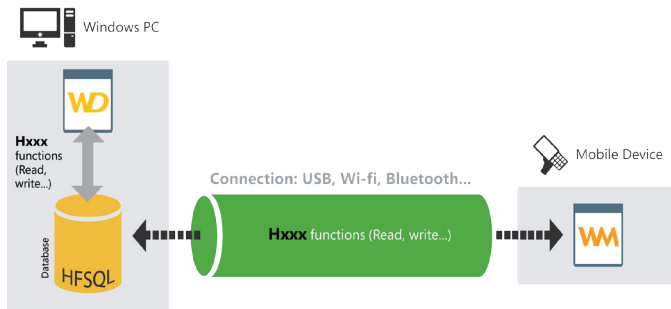 Windows PC
WD
Hxxx
functions
(Read,
write...)
Database
HFSQL
Connection: USB, Wi-fi, Bluetooth...
Hxxx functions (Read, write...)
Mobile Device
WM